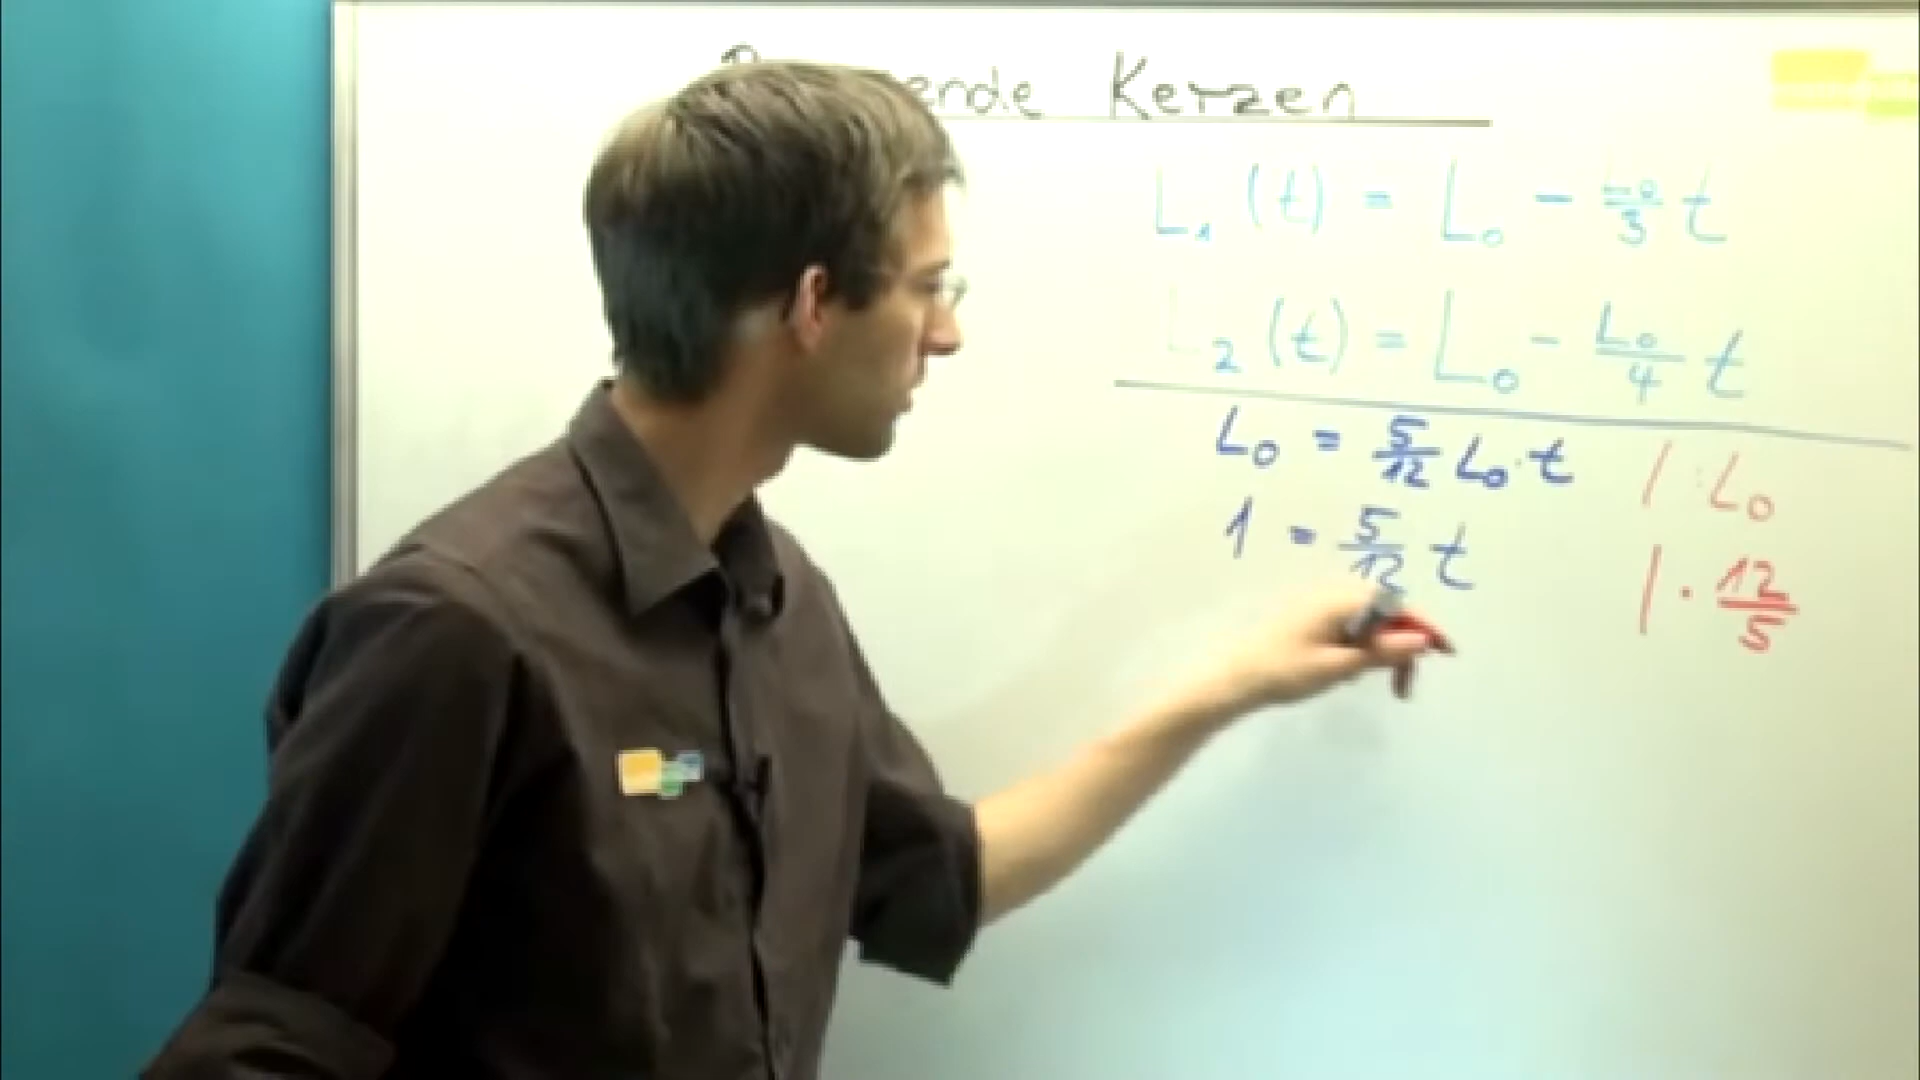 ende Kerzen
L₁ (t) = L₀ - L₀/3 t
L₂ (t) = L₀ - L₀/4 t
L₀ = 5/12 L₀ · t | : L₀
1 = 5/12 t | · 12/5